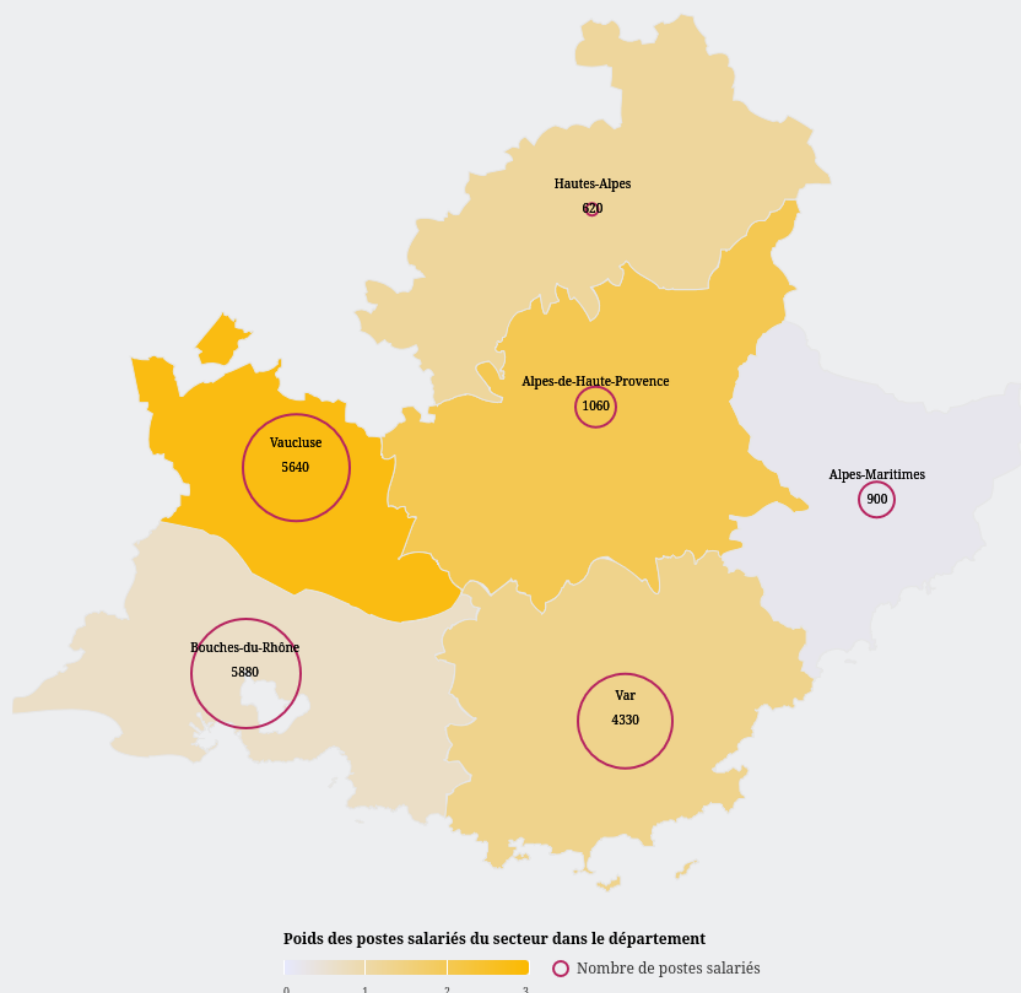 Hautes-Alpes
620
Alpes-de-Haute-Provence
1060
Vaucluse
5640
Alpes-Maritimes
900
Bouches-du-Rhône
5880
Var
4330
Poids des postes salariés du secteur dans le département
Nombre de postes salariés
0 1 2 3